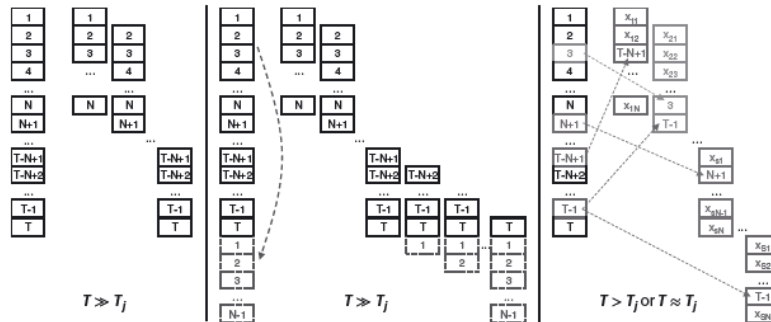 1
2
3
4
...
N
N+1
...
T-N+1
T-N+2
...
T-1
T
1
2
3
...
N
2
3
4
...
N
N+1
...
...
T-N+1
T-N+2
...
T-1
T
T ≫ Tj
1
2
3
4
...
N
N+1
...
T-N+1
T-N+2
...
T-1
T
1
2
3
...
N-1
1
2
3
...
N
2
3
4
...
N
N+1
...
...
T-N+1
T-N+2
...
T-1
T
T-N+2
...
T-1
T
1
...
T-1
T
1
2
...
T
1
2
3
...
N-1
T ≫ Tj
1
2
3
4
...
N
N+1
...
T-N+1
T-N+2
...
T-1
T
x11
x12
T-N+1
...
x1N
x21
x22
x23
...
3
T-1
...
...
xs1
N+1
...
xsN-1
xsN
...
xS1
xS2
...
T-1
xSN
T > Tj or T ≈ Tj